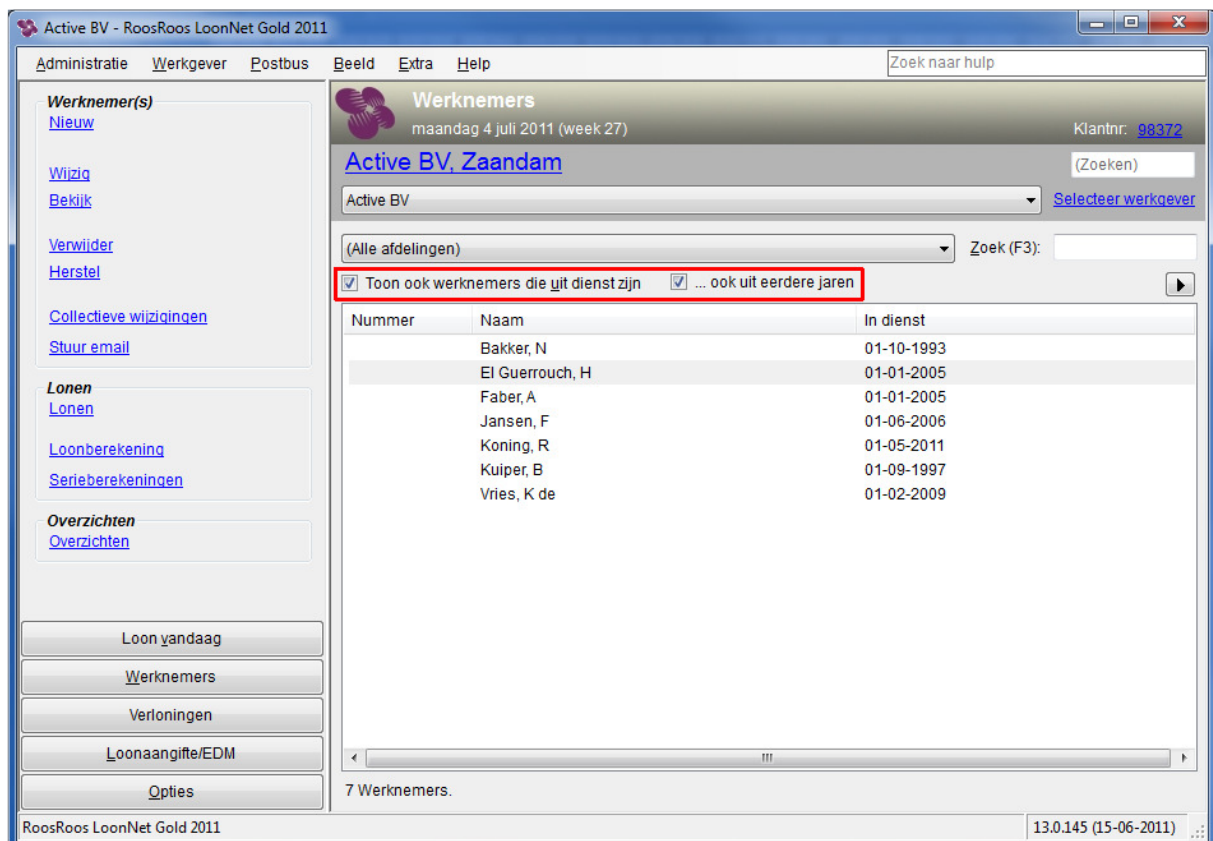 Active BV - RoosRoos LoonNet Gold 2011
Administratie Werkgever Postbus Beeld Extra Help Zoek naar hulp
Werknemer(s)
Nieuw
Wijzig
Bekijk
Verwijder
Herstel
Collectieve wijzigingen
Stuur email
Lonen
Lonen
Loonberekening
Serieberekeningen
Overzichten
Overzichten
Loon vandaag
Werknemers
Verloningen
Loonaangifte/EDM
Opties
Werknemers
maandag 4 juli 2011 (week 27) Klantnr: 98372
Active BV, Zaandam (Zoeken)
Active BV Selecteer werkgever
(Alle afdelingen) Zoek (F3):
Toon ook werknemers die uit dienst zijn ... ook uit eerdere jaren
Nummer Naam In dienst
Bakker, N 01-10-1993
El Guerrouch, H 01-01-2005
Faber, A 01-01-2005
Jansen, F 01-06-2006
Koning, R 01-05-2011
Kuiper, B 01-09-1997
Vries, K de 01-02-2009
7 Werknemers.
RoosRoos LoonNet Gold 2011 13.0.145 (15-06-2011)